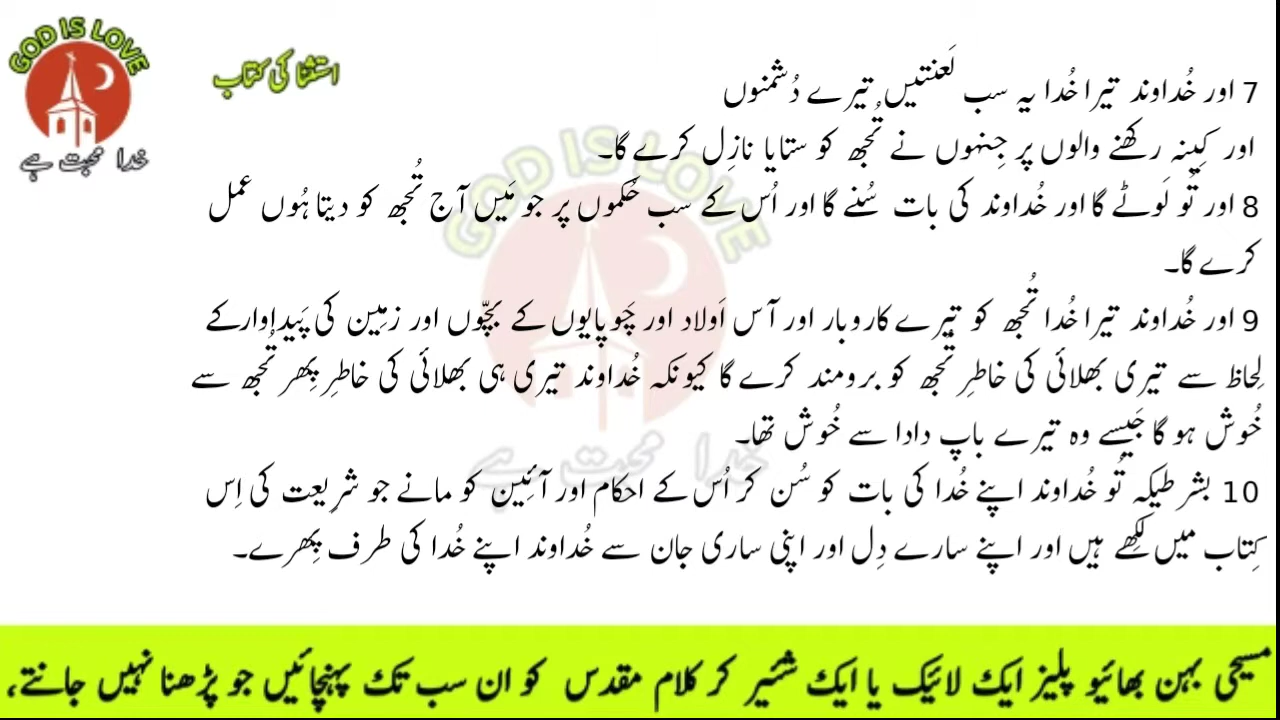 GOD IS LOVE
خدا محبت ہے
استثنا کی کتاب
7 اور خُداوند تیرا خُدا یہ سب لَعنتیں تیرے دُشمنوں
اور کِینہ رکھنے والوں پر جِنہوں نے تُجھ کو ستایا نازِل کرے گا۔
8 اور تُو لَوٹے گا اور خُداوند کی بات سُنے گا اور اُس کے سب حُکموں پر جو مَیں آج تُجھ کو دیتا ہُوں عمل
کرے گا۔
9 اور خُداوند تیرا خُدا تُجھ کو تیرے کاروبار اور آس اَولاد اور چَوپایوں کے بچّوں اور زمِین کی پَیداوار کے
لِحاظ سے تیری بھلائی کی خاطِر تُجھ کو برومند کرے گا کیونکہ خُداوند تیری ہی بھلائی کی خاطِر پِھر تُجھ سے
خُوش ہو گا جَیسے وہ تیرے باپ دادا سے خُوش تھا۔
10 بشرطیکہ تُو خُداوند اپنے خُدا کی بات کو سُن کر اُس کے احکام اور آئِین کو مانے جو شرِیعت کی اِس
کِتاب میں لِکھے ہیں اور اپنے سارے دِل اور اپنی ساری جان سے خُداوند اپنے خُدا کی طرف پِھرے۔
GOD IS LOVE
خدا محبت ہے
مسیحی بہن بھائیو پلیز ایک لائیک یا ایک شئیر کر کلام مقدس کو ان سب تک پہنچائیں جو پڑھنا نہیں جانتے،